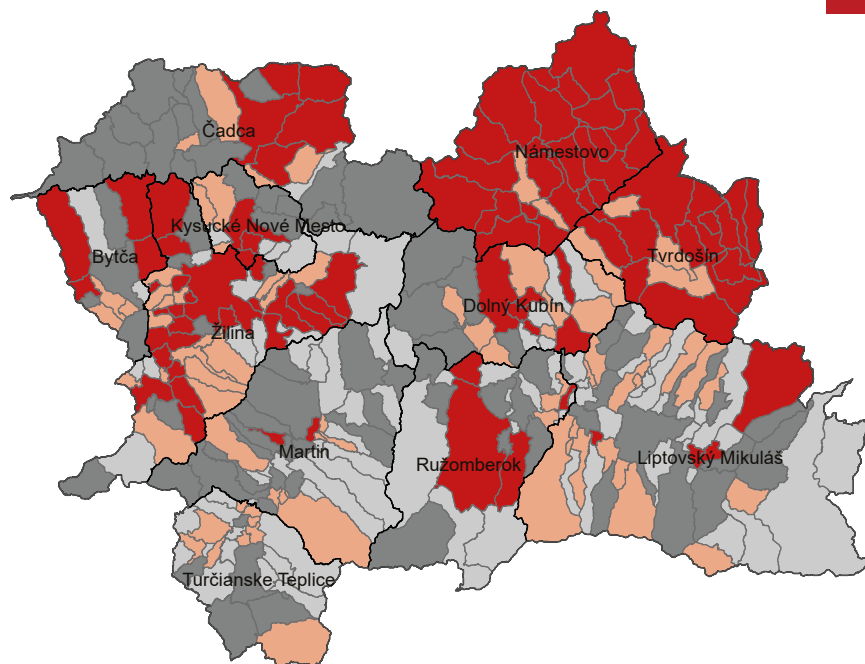 Čadca
Námestovo
Kysucké Nové Mesto
Bytča
Tvrdošín
Dolný Kubín
Žilina
Martin
Ružomberok
Liptovský Mikuláš
Turčianske Teplice